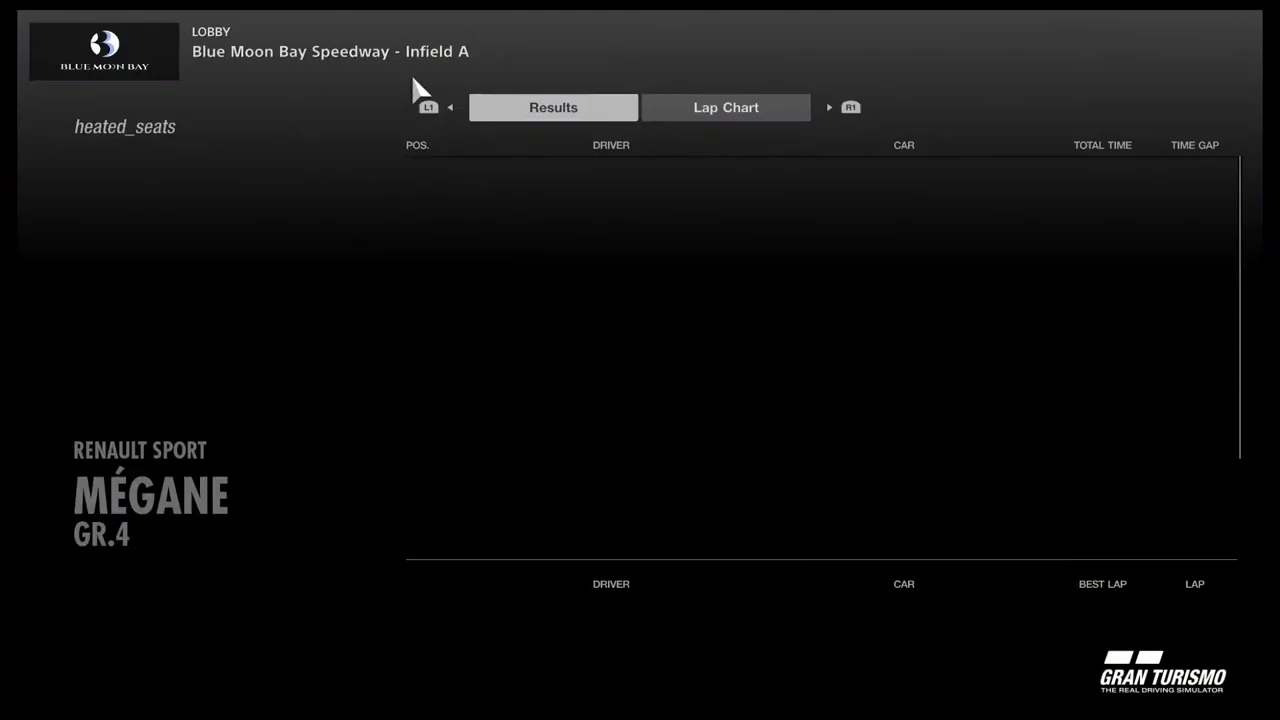 LOBBY
Blue Moon Bay Speedway - Infield A
BLUE MOON BAY
L1 Results Lap Chart R1
heated_seats
POS. DRIVER CAR TOTAL TIME TIME GAP
RENAULT SPORT
MÉGANE
GR.4
DRIVER CAR BEST LAP LAP
GRAN TURISMO
THE REAL DRIVING SIMULATOR